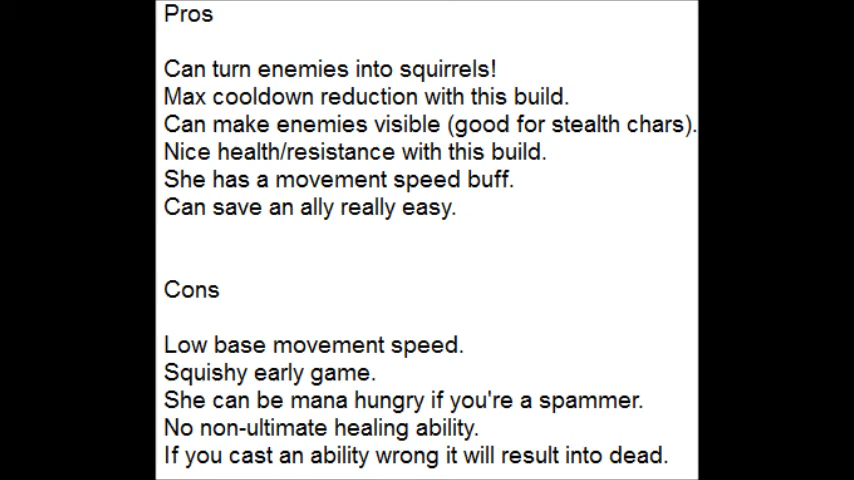 Pros
Can turn enemies into squirrels!
Max cooldown reduction with this build.
Can make enemies visible (good for stealth chars).
Nice health/resistance with this build.
She has a movement speed buff.
Can save an ally really easy.
Cons
Low base movement speed.
Squishy early game.
She can be mana hungry if you're a spammer.
No non-ultimate healing ability.
If you cast an ability wrong it will result into dead.